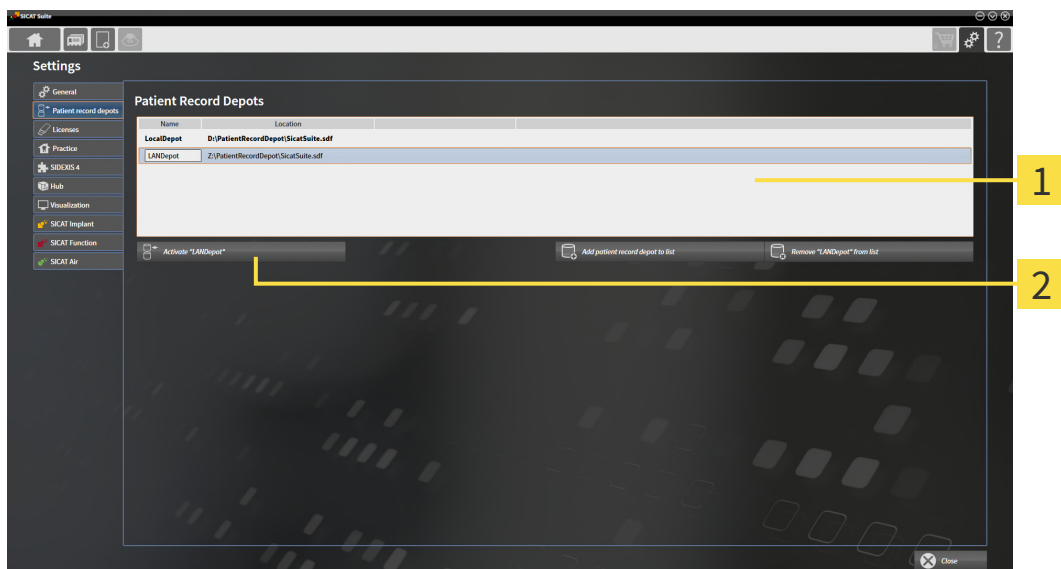 SICAT Suite
?
Settings
General
Patient record depots
Licenses
Practice
SIDEXIS 4
Hub
Visualization
SICAT Implant
SICAT Function
SICAT Air
Patient Record Depots
Name Location
LocalDepot D:\PatientRecordDepot\SicatSuite.sdf
LANDepot Z:\PatientRecordDepot\SicatSuite.sdf
Activate "LANDepot" Add patient record depot to list Remove "LANDepot" from list
Close
1
2